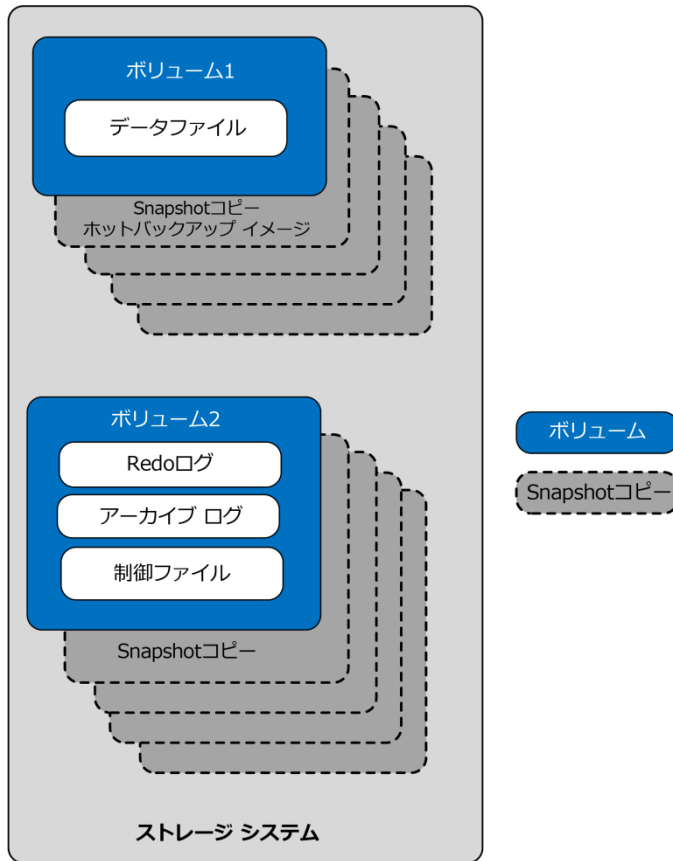 ボリューム1
データファイル
Snapshotコピー
ホットバックアップ イメージ
ボリューム2
Redoログ
アーカイブ ログ
制御ファイル
Snapshotコピー
ストレージ システム
ボリューム
Snapshotコピー